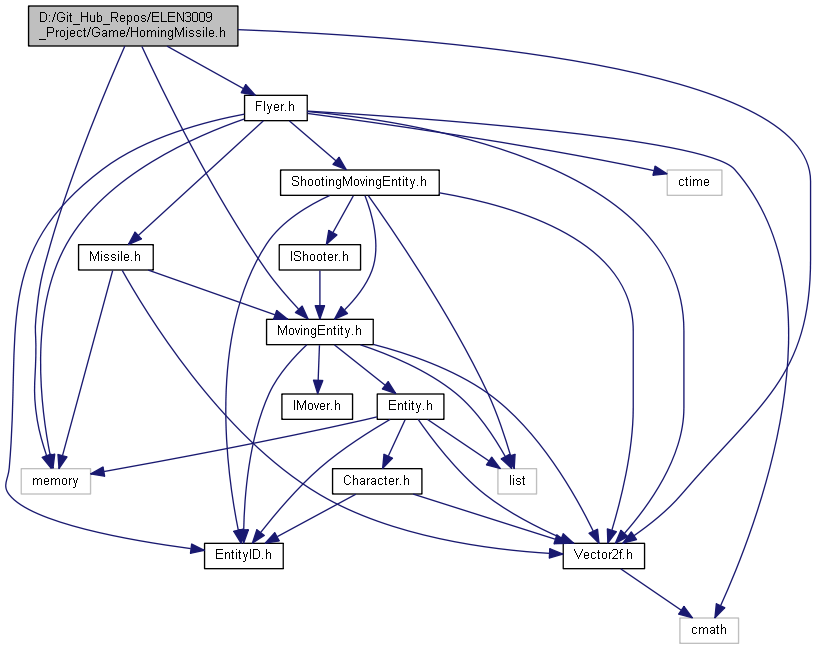 D:/Git_Hub_Repos/ELEN3009
_Project/Game/HomingMissile.h
Flyer.h
ShootingMovingEntity.h
ctime
Missile.h
IShooter.h
MovingEntity.h
IMover.h
Entity.h
memory
Character.h
list
EntityID.h
Vector2f.h
cmath